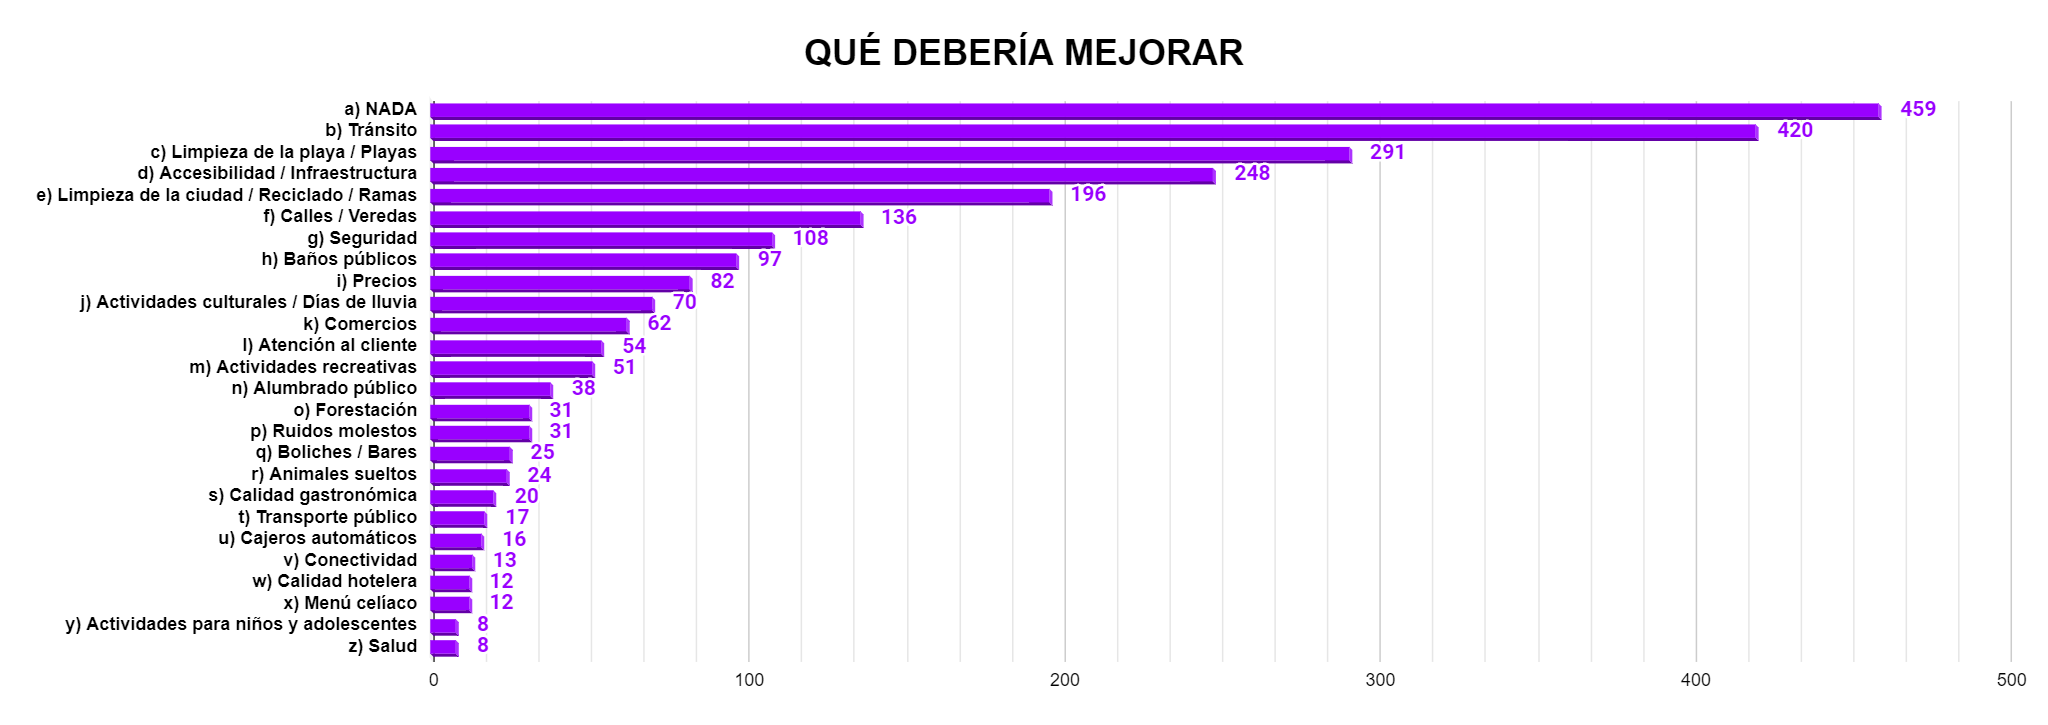 QUÉ DEBERÍA MEJORAR
a) NADA 459
b) Tránsito 420
c) Limpieza de la playa / Playas 291
d) Accesibilidad / Infraestructura 248
e) Limpieza de la ciudad / Reciclado / Ramas 196
f) Calles / Veredas 136
g) Seguridad 108
h) Baños públicos 97
i) Precios 82
j) Actividades culturales / Días de lluvia 70
k) Comercios 62
l) Atención al cliente 54
m) Actividades recreativas 51
n) Alumbrado público 38
o) Forestación 31
p) Ruidos molestos 31
q) Boliches / Bares 25
r) Animales sueltos 24
s) Calidad gastronómica 20
t) Transporte público 17
u) Cajeros automáticos 16
v) Conectividad 13
w) Calidad hotelera 12
x) Menú celíaco 12
y) Actividades para niños y adolescentes 8
z) Salud 8
0 100 200 300 400 500